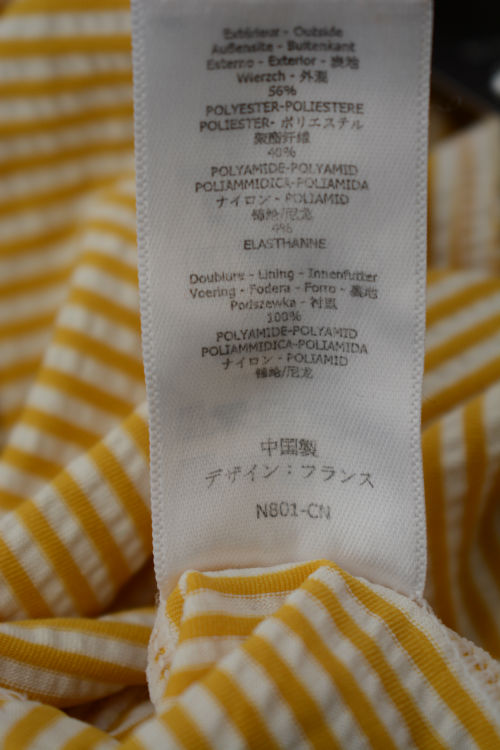 Extérieur - Outside
Außensite - Buitenkant
Esterno - Exterior - 裏地
Wierzch - 外裹
56%
POLYESTER-POLIESTERE
POLIESTER- ポリエステル
聚酯纤维
40%
POLYAMIDE-POLYAMID
POLIAMMIDICA-POLIAMIDA
ナイロン - POLIAMID
锦纶/尼龙
4%
ELASTHANNE
Doublure - Lining - Innenfutter
Voering - Fodera - Forro - 裏地
Podszewka - 衬里
100%
POLYAMIDE-POLYAMID
POLIAMMIDICA-POLIAMIDA
ナイロン - POLIAMID
锦纶/尼龙
中国製
デザイン：フランス
N801-CN